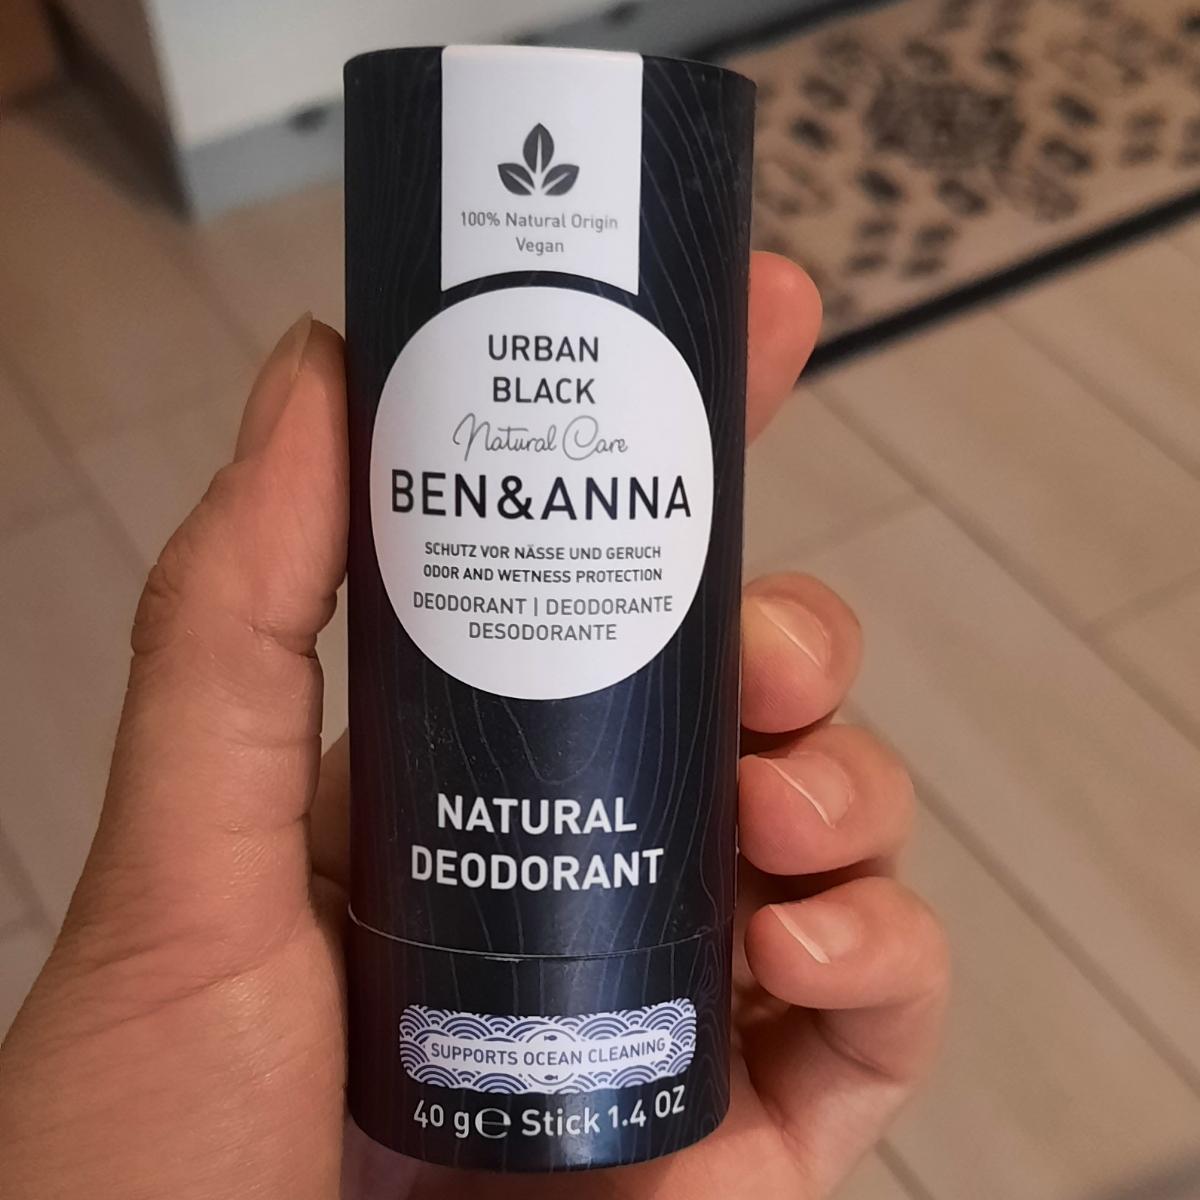 100% Natural Origin
Vegan
URBAN
BLACK
Natural Care
BEN&ANNA
SCHUTZ VOR NÄSSE UND GERUCH
ODOR AND WETNESS PROTECTION
DEODORANT | DEODORANTE
DESODORANTE
NATURAL
DEODORANT
SUPPORTS OCEAN CLEANING
40 g℮ Stick 1.4 OZ